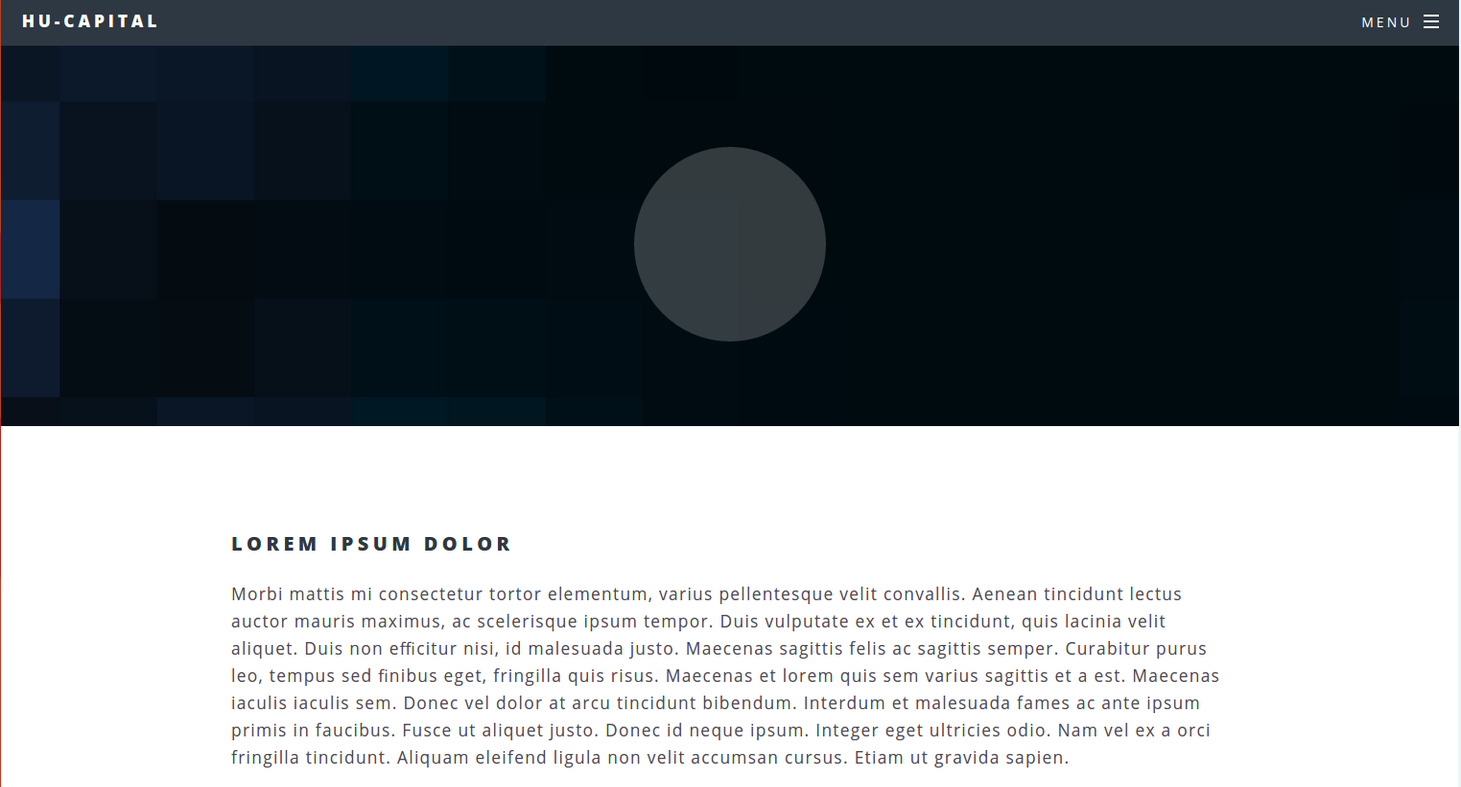 HU-CAPITAL
MENU
LOREM IPSUM DOLOR
Morbi mattis mi consectetur tortor elementum, varius pellentesque velit convallis. Aenean tincidunt lectus
auctor mauris maximus, ac scelerisque ipsum tempor. Duis vulputate ex et ex tincidunt, quis lacinia velit
aliquet. Duis non efficitur nisi, id malesuada justo. Maecenas sagittis felis ac sagittis semper. Curabitur purus
leo, tempus sed finibus eget, fringilla quis risus. Maecenas et lorem quis sem varius sagittis et a est. Maecenas
iaculis iaculis sem. Donec vel dolor at arcu tincidunt bibendum. Interdum et malesuada fames ac ante ipsum
primis in faucibus. Fusce ut aliquet justo. Donec id neque ipsum. Integer eget ultricies odio. Nam vel ex a orci
fringilla tincidunt. Aliquam eleifend ligula non velit accumsan cursus. Etiam ut gravida sapien.